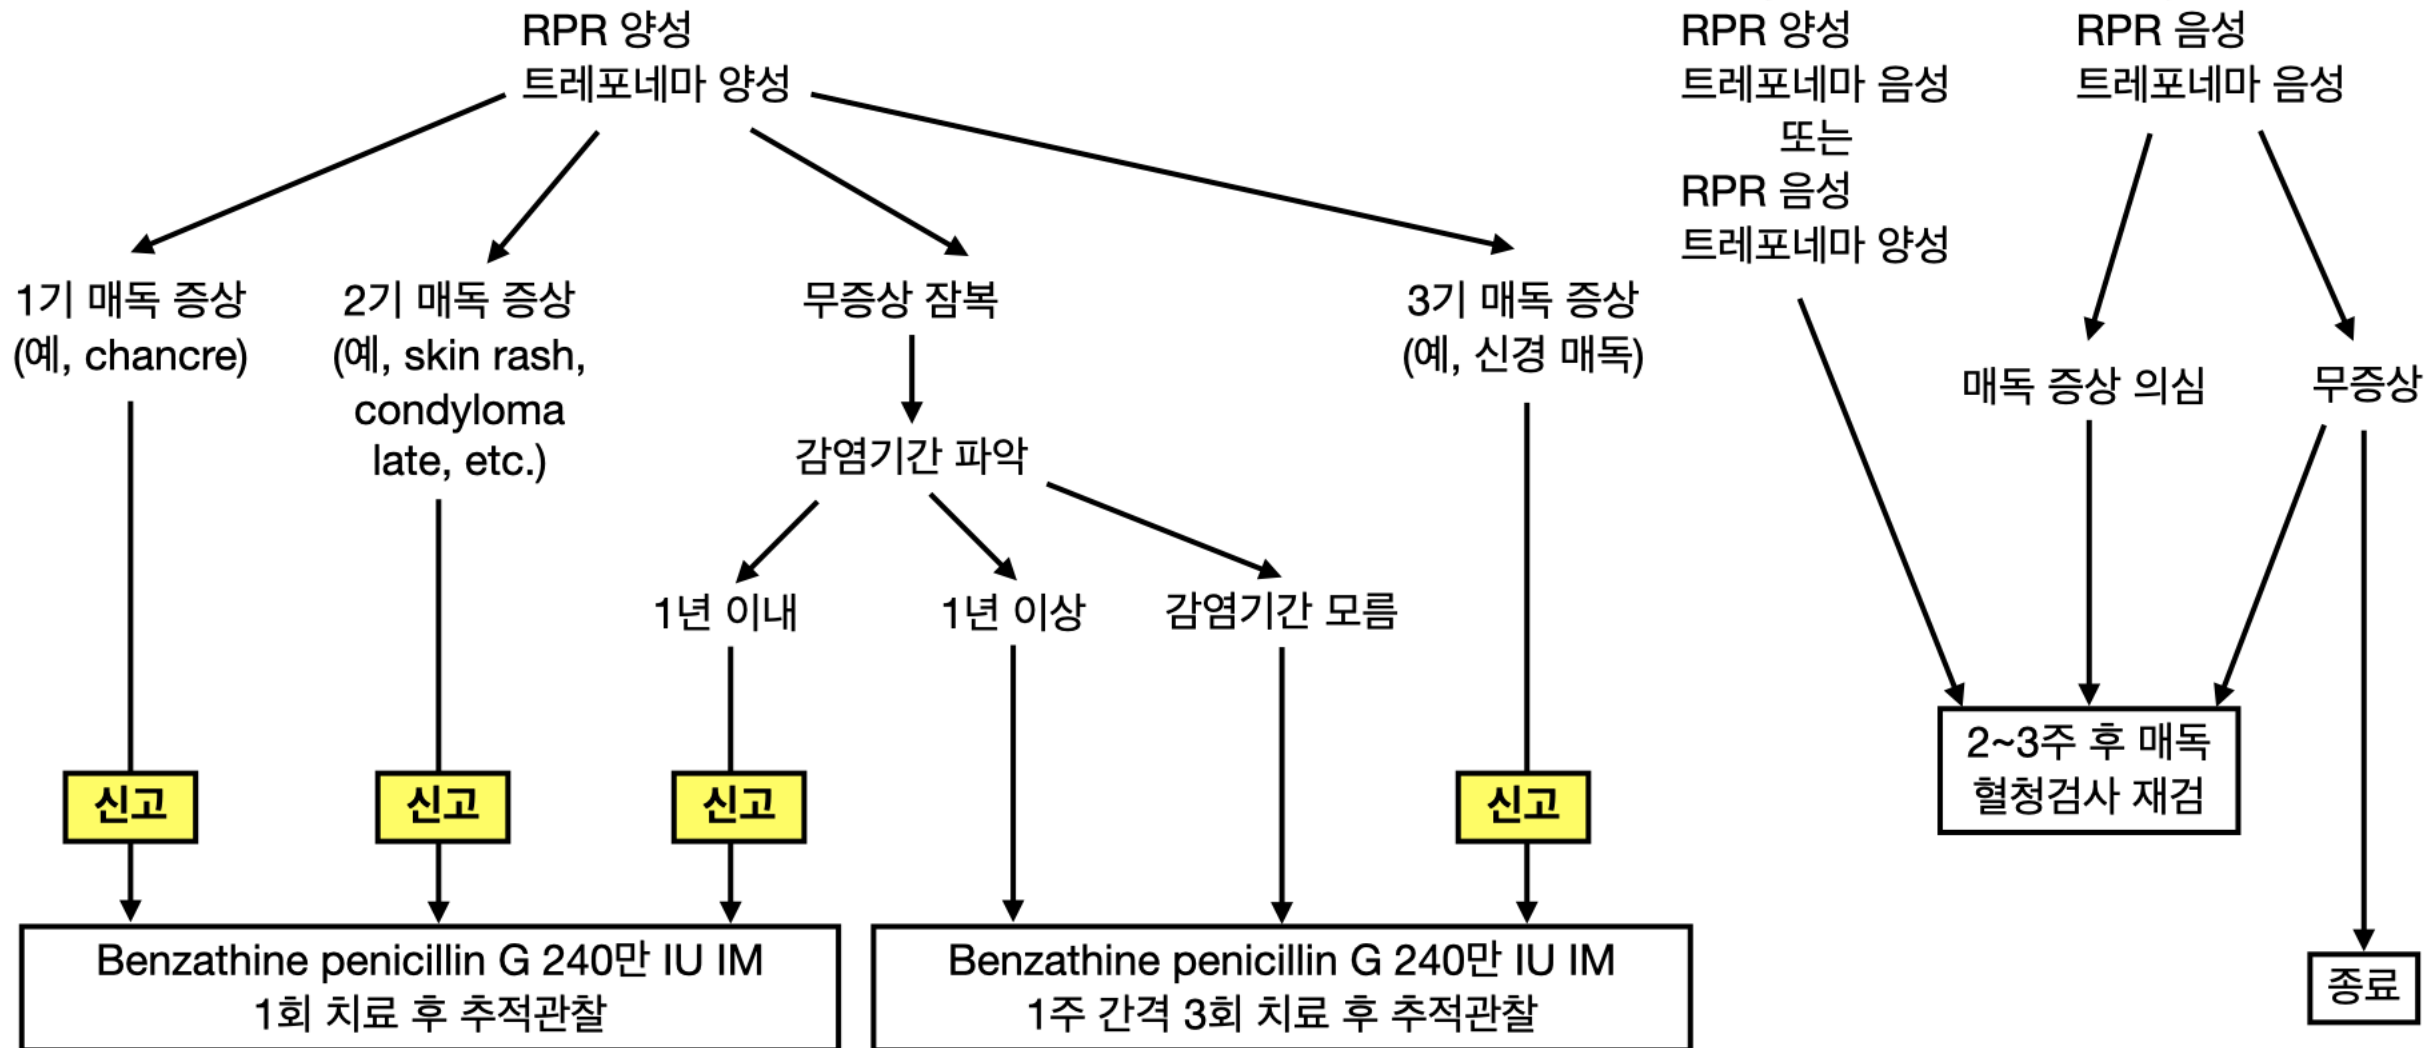 RPR 양성
트레포네마 양성
RPR 양성
트레포네마 음성
또는
RPR 음성
트레포네마 양성
RPR 음성
트레포네마 음성
1기 매독 증상
(예, chancre)
2기 매독 증상
(예, skin rash,
condyloma
late, etc.)
무증상 잠복
3기 매독 증상
(예, 신경 매독)
매독 증상 의심
무증상
감염기간 파악
1년 이내
1년 이상
감염기간 모름
신고
신고
신고
신고
2~3주 후 매독
혈청검사 재검
Benzathine penicillin G 240만 IU IM
1회 치료 후 추적관찰
Benzathine penicillin G 240만 IU IM
1주 간격 3회 치료 후 추적관찰
종료